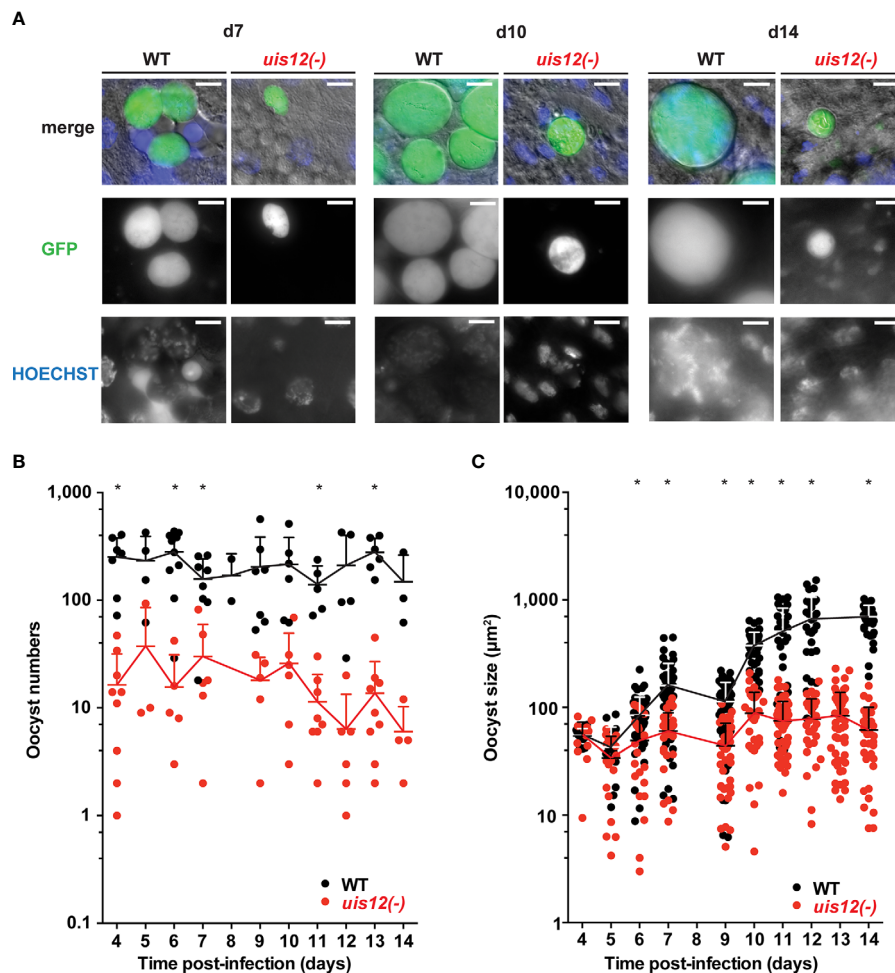 A
d7 d10 d14
WT uis12(-) WT uis12(-) WT uis12(-)
merge
GFP
HOECHST
B
* * * * *
1,000
100
10
1
0.1
Oocyst numbers
WT
uis12(-)
4 5 6 7 8 9 10 11 12 13 14
Time post-infection (days)
C
* * * * * * *
10,000
1,000
100
10
1
Oocyst size (µm²)
WT
uis12(-)
4 5 6 7 8 9 10 11 12 13 14
Time post-infection (days)